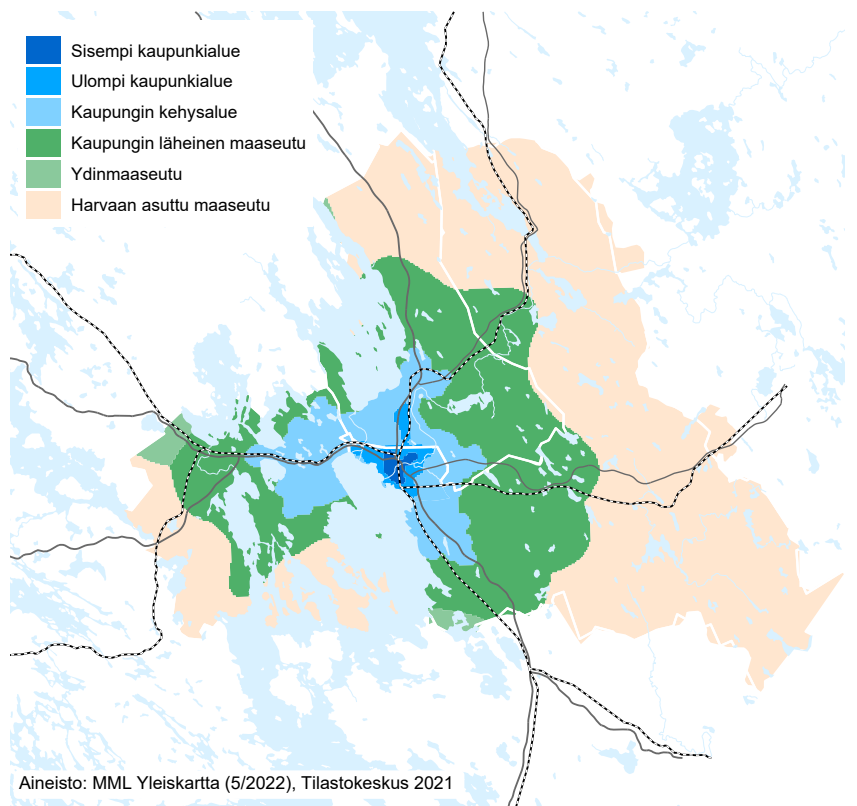 Sisempi kaupunkialue
Ulompi kaupunkialue
Kaupungin kehysalue
Kaupungin läheinen maaseutu
Ydinmaaseutu
Harvaan asuttu maaseutu
Aineisto: MML Yleiskartta (5/2022), Tilastokeskus 2021